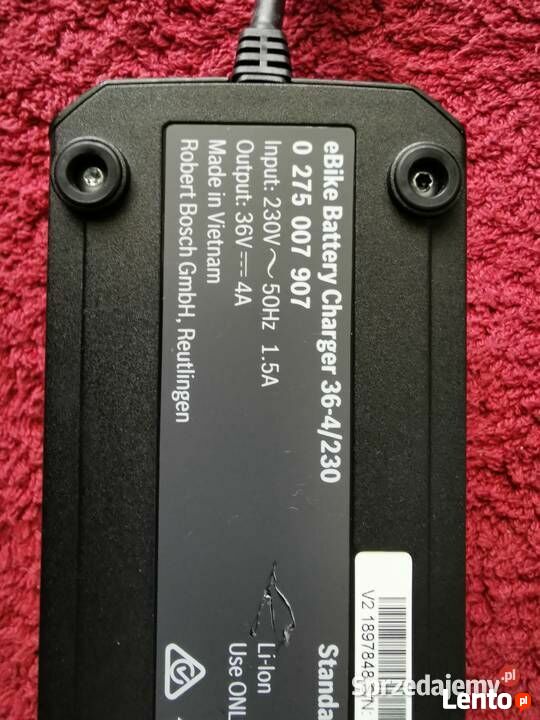 eBike Battery Charger 36-4/230
0 275 007 907
Input: 230V ~ 50Hz 1.5A
Output: 36V ⎓ 4A
Made in Vietnam
Robert Bosch GmbH, Reutlingen
Standa
Li-Ion
Use ONL
V2 1897848
Sprzedajemy.pl
Lento.pl